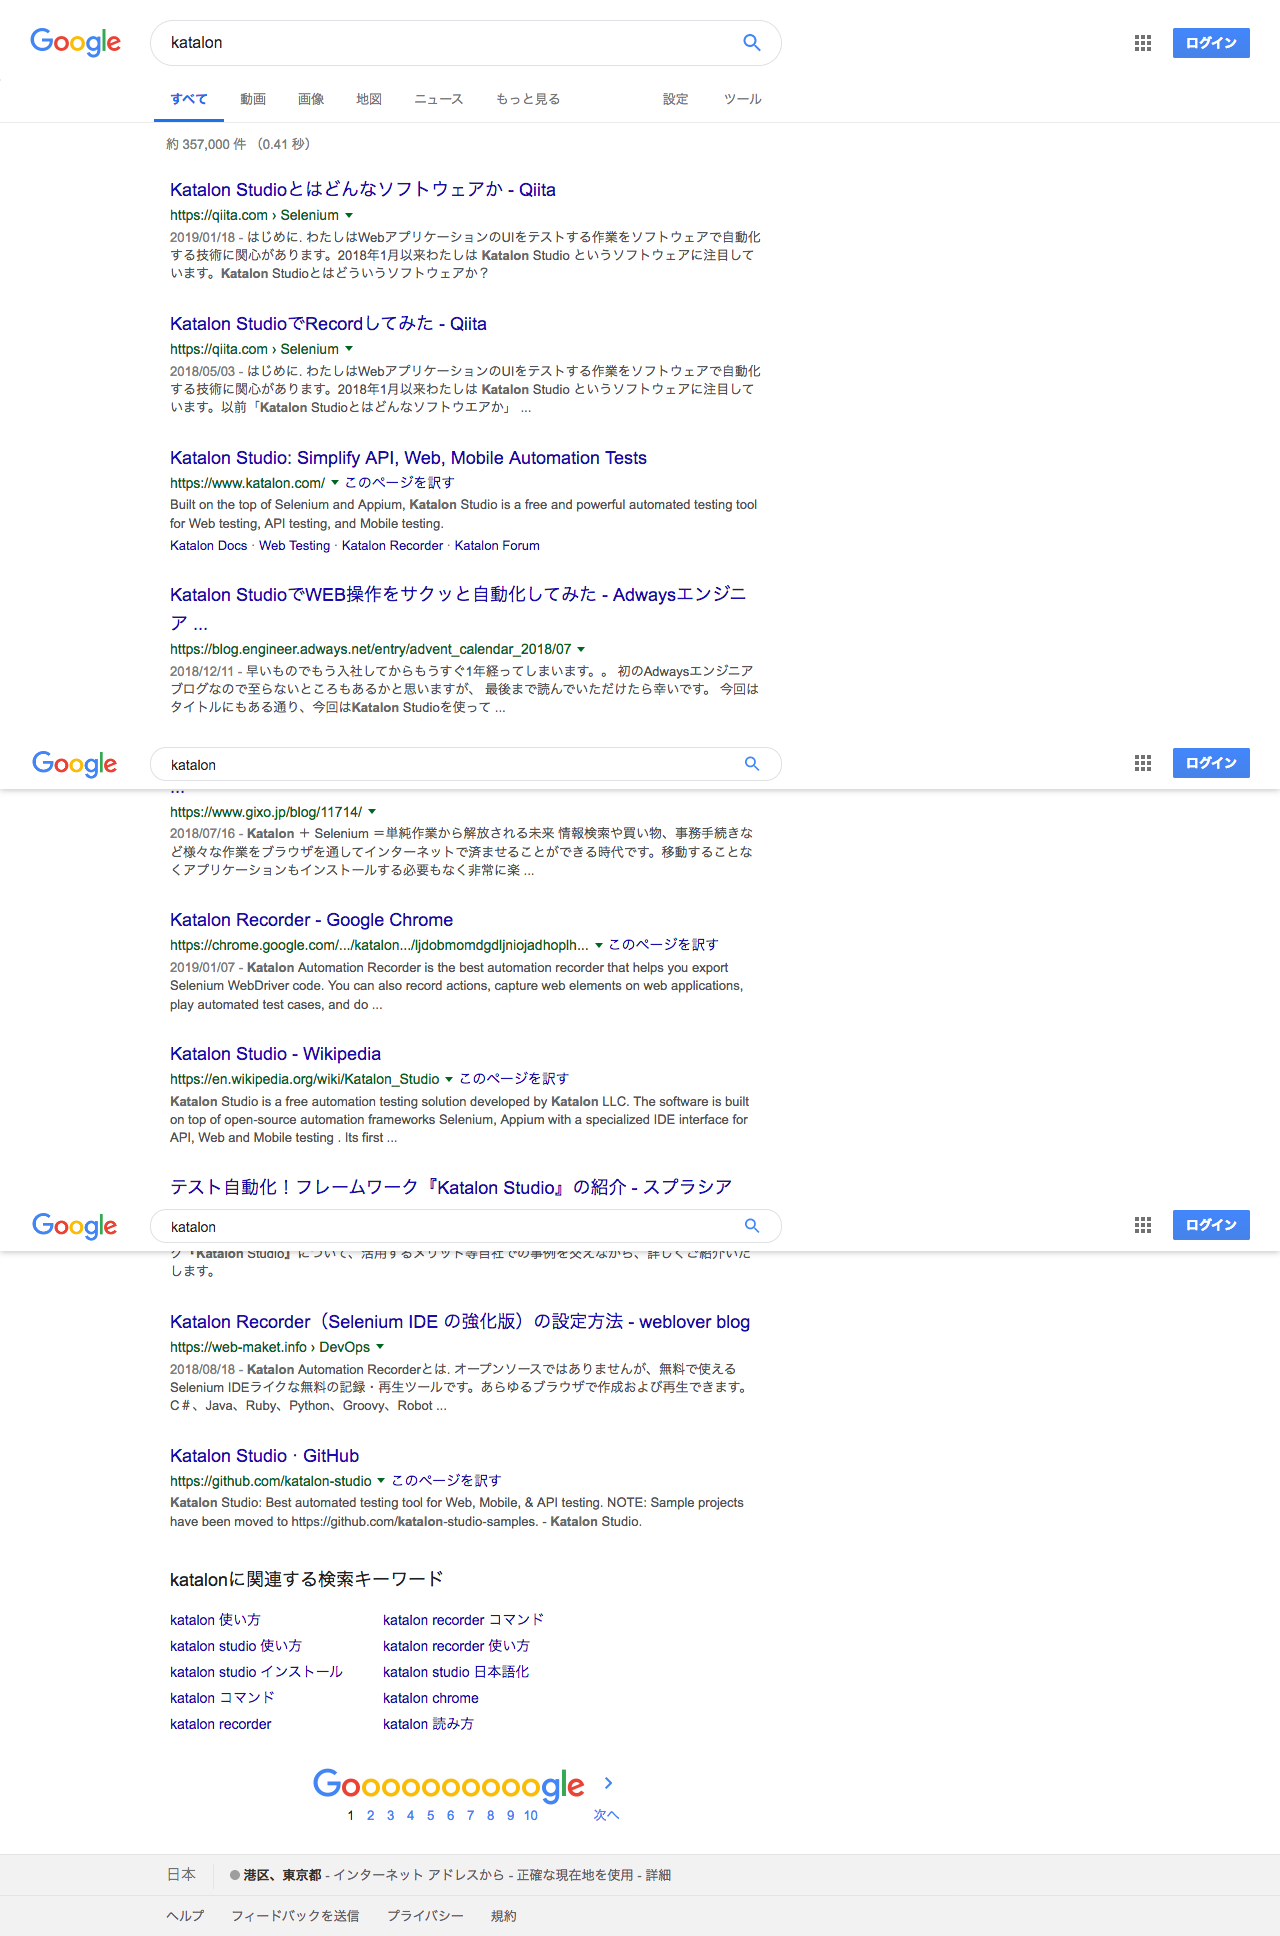 Google
katalon
ログイン
すべて 動画 画像 地図 ニュース もっと見る 設定 ツール
約 357,000 件 （0.41 秒）
Katalon Studioとはどんなソフトウェアか - Qiita
https://qiita.com › Selenium
2019/01/18 - はじめに. わたしはWebアプリケーションのUIをテストする作業をソフトウェアで自動化
する技術に関心があります。2018年1月以来わたしは Katalon Studio というソフトウェアに注目して
います。Katalon Studioとはどういうソフトウェアか？
Katalon StudioでRecordしてみた - Qiita
https://qiita.com › Selenium
2018/05/03 - はじめに. わたしはWebアプリケーションのUIをテストする作業をソフトウェアで自動化
する技術に関心があります。2018年1月以来わたしは Katalon Studio というソフトウェアに注目して
います。以前「Katalon Studioとはどんなソフトウエアか」 ...
Katalon Studio: Simplify API, Web, Mobile Automation Tests
https://www.katalon.com/ このページを訳す
Built on the top of Selenium and Appium, Katalon Studio is a free and powerful automated testing tool
for Web testing, API testing, and Mobile testing.
Katalon Docs · Web Testing · Katalon Recorder · Katalon Forum
Katalon StudioでWEB操作をサクッと自動化してみた - Adwaysエンジニ
ア ...
https://blog.engineer.adways.net/entry/advent_calendar_2018/07
2018/12/11 - 早いものでもう入社してからもうすぐ1年経ってしまいます。。 初のAdwaysエンジニア
ブログなので至らないところもあるかと思いますが、 最後まで読んでいただけたら幸いです。 今回は
タイトルにもある通り、今回はKatalon Studioを使って ...
Google
katalon
ログイン
...
https://www.gixo.jp/blog/11714/
2018/07/16 - Katalon ＋ Selenium ＝単純作業から解放される未来 情報検索や買い物、事務手続きな
ど様々な作業をブラウザを通してインターネットで済ませることができる時代です。移動することな
くアプリケーションもインストールする必要もなく非常に楽 ...
Katalon Recorder - Google Chrome
https://chrome.google.com/.../katalon.../ljdobmomdgdljniojadhoplh... このページを訳す
2019/01/07 - Katalon Automation Recorder is the best automation recorder that helps you export
Selenium WebDriver code. You can also record actions, capture web elements on web applications,
play automated test cases, and do ...
Katalon Studio - Wikipedia
https://en.wikipedia.org/wiki/Katalon_Studio このページを訳す
Katalon Studio is a free automation testing solution developed by Katalon LLC. The software is built
on top of open-source automation frameworks Selenium, Appium with a specialized IDE interface for
API, Web and Mobile testing . Its first ...
テスト自動化！フレームワーク『Katalon Studio』の紹介 - スプラシア
Google
katalon
ログイン
ク『Katalon Studio』について、活用するメリット等自社での事例を交えながら、詳しくご紹介いた
します。
Katalon Recorder（Selenium IDE の強化版）の設定方法 - weblover blog
https://web-maket.info › DevOps
2018/08/18 - Katalon Automation Recorderとは. オープンソースではありませんが、無料で使える
Selenium IDEライクな無料の記録・再生ツールです。あらゆるブラウザで作成および再生できます。
C＃、Java、Ruby、Python、Groovy、Robot ...
Katalon Studio · GitHub
https://github.com/katalon-studio このページを訳す
Katalon Studio: Best automated testing tool for Web, Mobile, & API testing. NOTE: Sample projects
have been moved to https://github.com/katalon-studio-samples. - Katalon Studio.
katalonに関連する検索キーワード
katalon 使い方 katalon recorder コマンド
katalon studio 使い方 katalon recorder 使い方
katalon studio インストール katalon studio 日本語化
katalon コマンド katalon chrome
katalon recorder katalon 読み方
Goooooooooogle
1 2 3 4 5 6 7 8 9 10 次へ
日本 港区、東京都 - インターネット アドレスから - 正確な現在地を使用 - 詳細
ヘルプ フィードバックを送信 プライバシー 規約